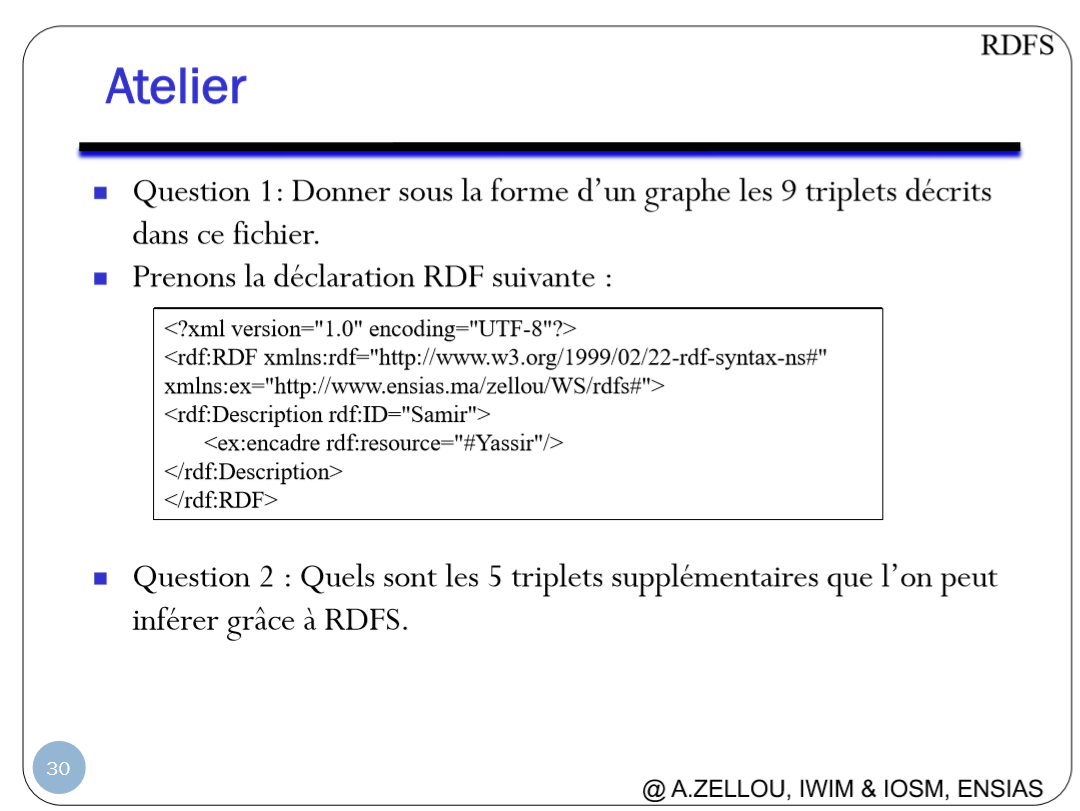 RDFS
Atelier
Question 1: Donner sous la forme d’un graphe les 9 triplets décrits
dans ce fichier.
Prenons la déclaration RDF suivante :
<?xml version="1.0" encoding="UTF-8"?>
<rdf:RDF xmlns:rdf="http://www.w3.org/1999/02/22-rdf-syntax-ns#"
xmlns:ex="http://www.ensias.ma/zellou/WS/rdfs#">
<rdf:Description rdf:ID="Samir">
<ex:encadre rdf:resource="#Yassir"/>
</rdf:Description>
</rdf:RDF>
Question 2 : Quels sont les 5 triplets supplémentaires que l’on peut
inférer grâce à RDFS.
30
@ A.ZELLOU, IWIM & IOSM, ENSIAS